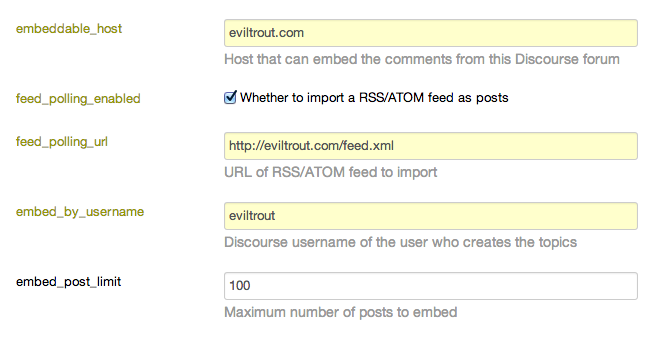 embeddable_host
eviltrout.com
Host that can embed the comments from this Discourse forum
feed_polling_enabled
Whether to import a RSS/ATOM feed as posts
feed_polling_url
http://eviltrout.com/feed.xml
URL of RSS/ATOM feed to import
embed_by_username
eviltrout
Discourse username of the user who creates the topics
embed_post_limit
100
Maximum number of posts to embed